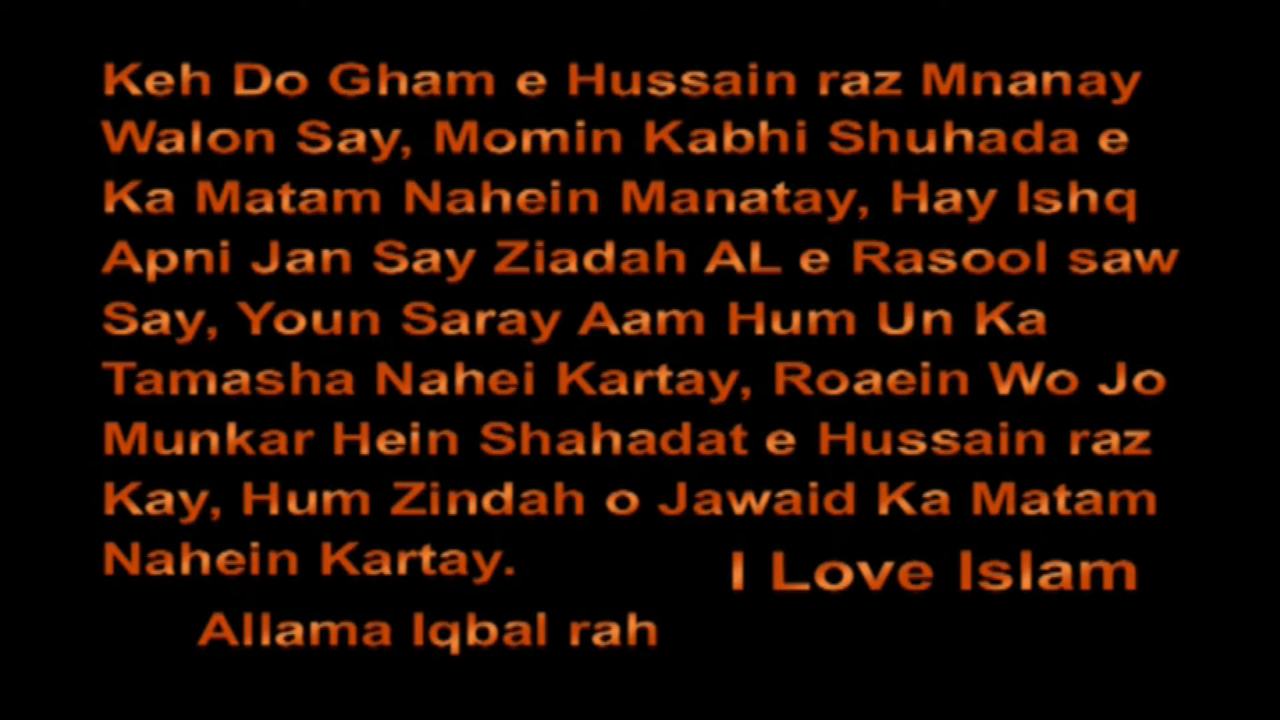 Keh Do Gham e Hussain raz Mnanay
Walon Say, Momin Kabhi Shuhada e
Ka Matam Nahein Manatay, Hay Ishq
Apni Jan Say Ziadah AL e Rasool saw
Say, Youn Saray Aam Hum Un Ka
Tamasha Nahei Kartay, Roaein Wo Jo
Munkar Hein Shahadat e Hussain raz
Kay, Hum Zindah o Jawaid Ka Matam
Nahein Kartay.
I Love Islam
Allama Iqbal rah